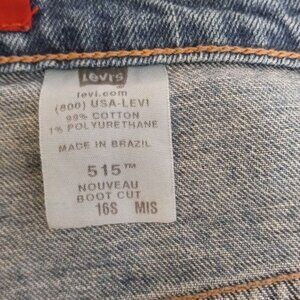 Levi's
levi.com
(800) USA-LEVI
99% COTTON
1% POLYURETHANE
MADE IN BRAZIL
515™
NOUVEAU
BOOT CUT
16S MIS